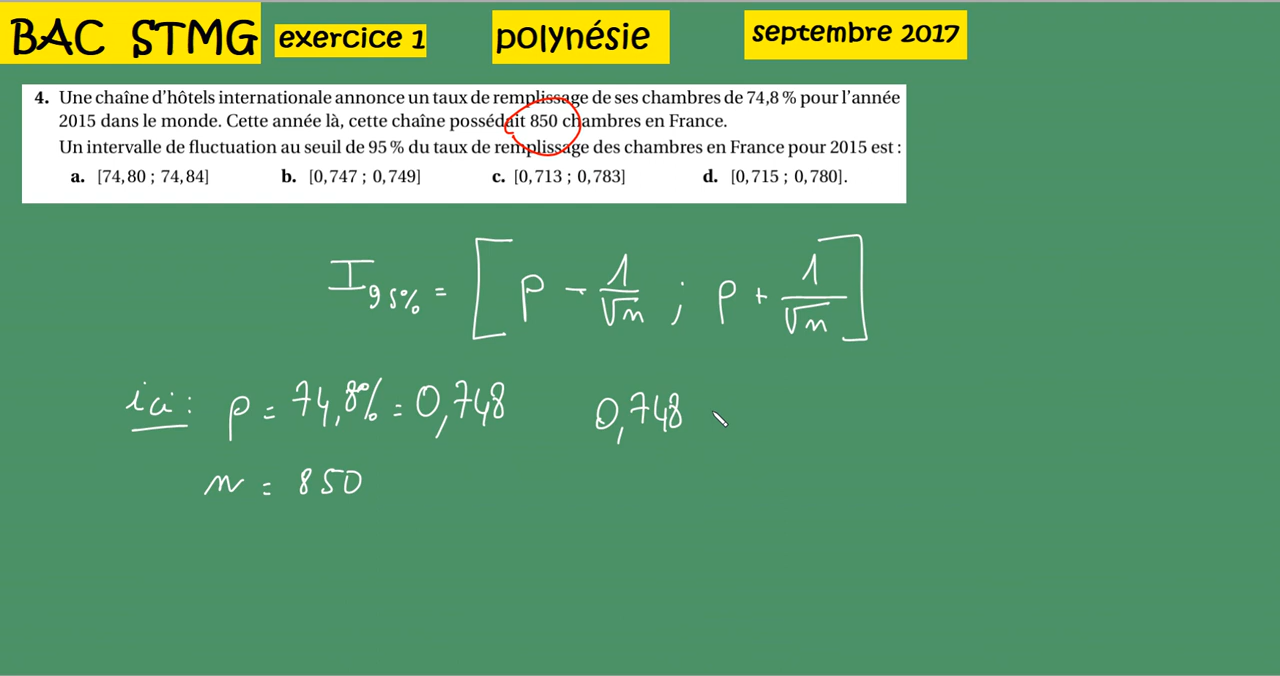 BAC STMG exercice 1 polynésie septembre 2017
4. Une chaîne d'hôtels internationale annonce un taux de remplissage de ses chambres de 74,8 % pour l'année
2015 dans le monde. Cette année là, cette chaîne possédait 850 chambres en France.
Un intervalle de fluctuation au seuil de 95 % du taux de remplissage des chambres en France pour 2015 est :
a. [74,80 ; 74,84] b. [0,747 ; 0,749] c. [0,713 ; 0,783] d. [0,715 ; 0,780].
I95% = [p - 1/√n ; p + 1/√n]
ici : p = 74,8% = 0,748 0,748
n = 850